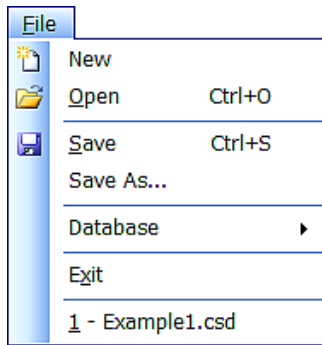 File
New
Open Ctrl+O
Save Ctrl+S
Save As...
Database
Exit
1 - Example1.csd